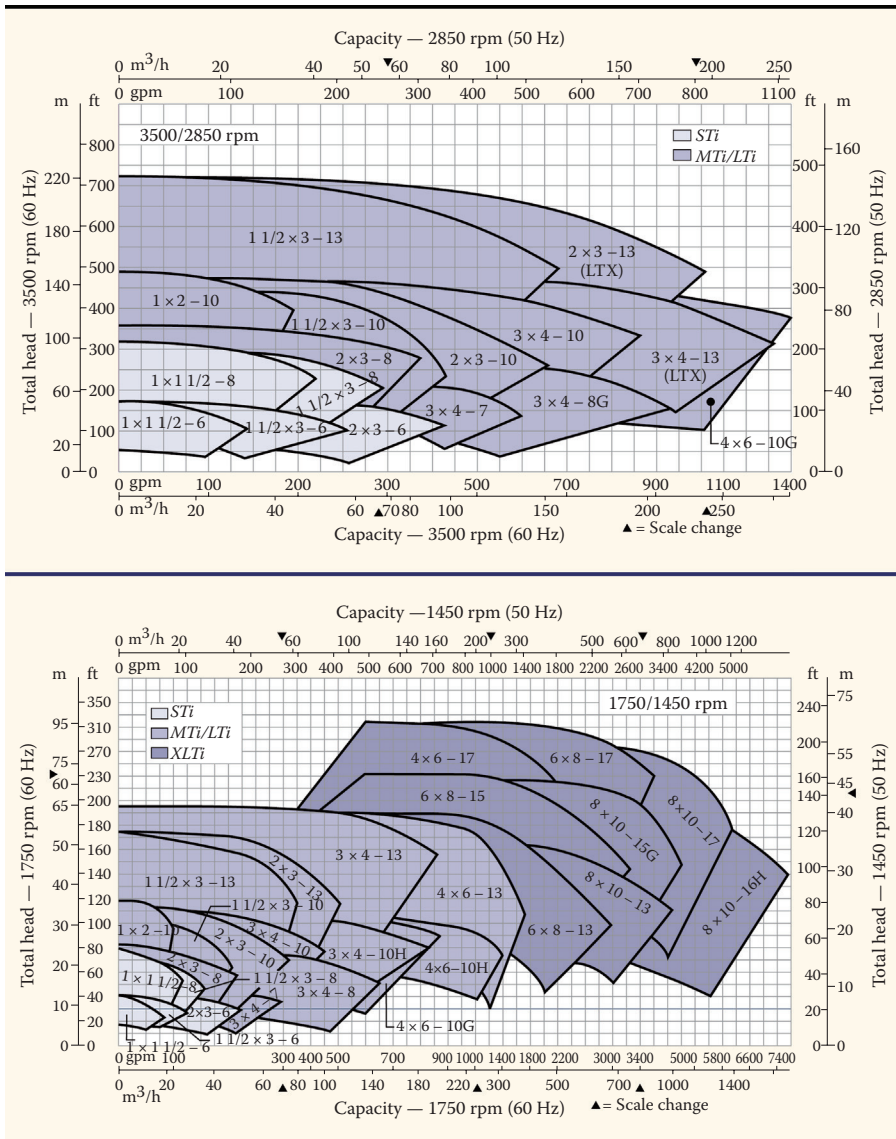 Capacity — 2850 rpm (50 Hz)
0 m³/h 20 40 50 ▼60 80 100 150 ▼200 250
0 gpm 100 200 300 400 500 600 700 800 1100
m ft
ft m
3500/2850 rpm
STi
MTi/LTi
Total head — 3500 rpm (60 Hz)
220
180
140
100
60
20
0
800
700
600
500
400
300
200
100
0
500
400
300
200
100
0
160
120
80
40
0
Total head — 2850 rpm (50 Hz)
1 1/2 × 3 – 13
2 × 3 – 13
(LTX)
1 × 2 – 10
1 1/2 × 3 – 10
3 × 4 – 10
2 × 3 – 8
2 × 3 – 10
3 × 4 – 13
(LTX)
1 × 1 1/2 – 8
1 1/2 × 3 – 8
3 × 4 – 8G
3 × 4 – 7
1 × 1 1/2 – 6
1 1/2 × 3 – 6
2 × 3 – 6
4 × 6 – 10G
0 gpm 100 200 300 400 500 700 1100 1400
0 m³/h 20 40 60 ▲70 80 100 150 200 ▲250
Capacity — 3500 rpm (60 Hz)
▲ = Scale change
Capacity —1450 rpm (50 Hz)
0 m³/h 20 40 ▼60 100 140 160 200 ▼300 500 600 ▼800 1000 1200
0 gpm 100 200 300 400 500 600 700 800 1000 1400 1800 2200 2600 3400 4200 5000
m ft
ft m
STi
MTi/LTi
XLTi
1750/1450 rpm
Total head — 1750 rpm (60 Hz)
95
75
▶
60
65
50
40
30
20
10
0
350
310
270
230
200
180
160
140
120
100
80
60
40
20
0
240
200
160
140
120
100
80
60
40
20
0
75
55
45
◀
40
30
20
10
0
Total head — 1450 rpm (50 Hz)
4 × 6 – 17
6 × 8 – 17
6 × 8 – 15
8 × 10 – 15G
8 × 10 – 17
3 × 4 – 13
2 × 3 – 13
1 1/2 × 3 – 13
4 × 6 – 13
8 × 10 – 13
8 × 10 – 16H
1 1/2 × 3 – 10
1 × 2 – 10
2 × 3 – 10
3 × 4 – 10
3 × 4 – 10H
6 × 8 – 13
2 × 3 – 8
1 × 1 1/2 – 8
1 1/2 × 3 – 8
4×6–10H
3 × 4 – 8
2×3–6
3 × 4 – 7
4 × 6 – 10G
1 1/2 × 3 – 6
1 × 1 1/2 – 6
0 gpm 100 300 400 500 700 900 1000 1400 1800 2200 3000 3400 5000 5800 6600 7400
0 20 40 60 ▲80 100 140 180 220 ▲300 500 700 ▲ 1000 1400
m³/h
Capacity — 1750 rpm (60 Hz)
▲= Scale change